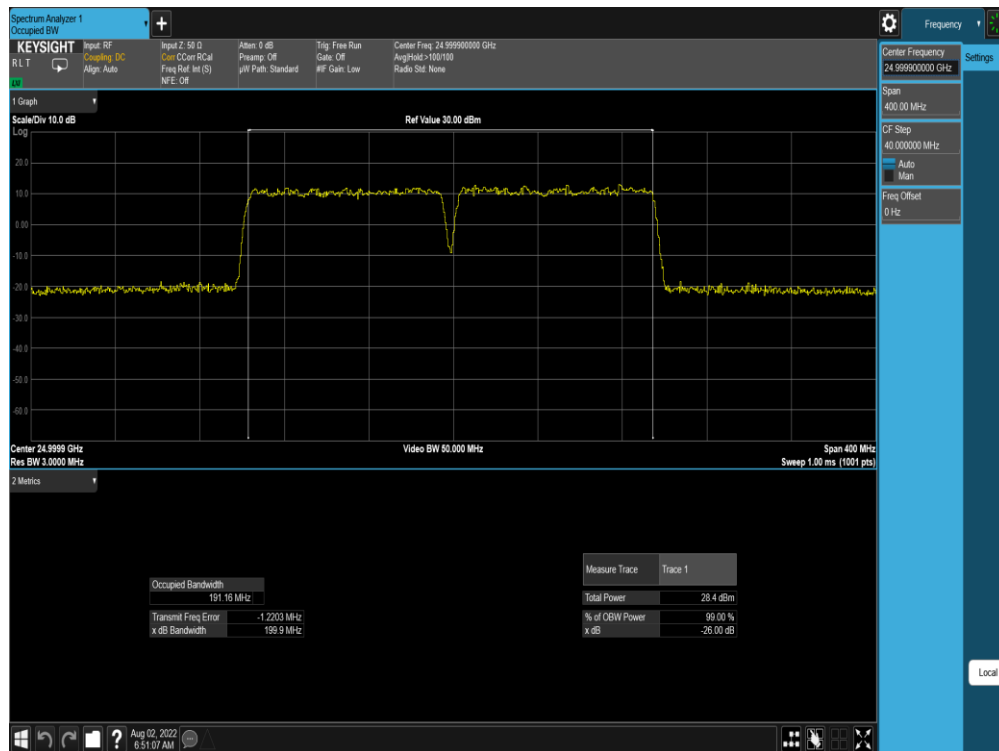 Spectrum Analyzer 1
Occupied BW
Frequency
KEYSIGHT
R L T
Input: RF
Coupling: DC
Align: Auto
Input Z: 50 Ω
Corr CCorr RCal
Freq Ref: Int (S)
NFE: Off
Atten: 0 dB
Preamp: Off
µW Path: Standard
Trig: Free Run
Gate: Off
#IF Gain: Low
Center Freq: 24.999900000 GHz
Avg|Hold:>100/100
Radio Std: None
Center Frequency
24.999900000 GHz
Settings
Span
400.00 MHz
CF Step
40.000000 MHz
Auto
Man
Freq Offset
0 Hz
1 Graph
Scale/Div 10.0 dB
Ref Value 30.00 dBm
Log
20.0
10.0
0.00
-10.0
-20.0
-30.0
-40.0
-50.0
-60.0
Center 24.9999 GHz
Video BW 50.000 MHz
Span 400 MHz
Res BW 3.0000 MHz
Sweep 1.00 ms (1001 pts)
2 Metrics
Measure Trace Trace 1
Occupied Bandwidth
191.16 MHz
Total Power 28.4 dBm
Transmit Freq Error -1.2203 MHz
% of OBW Power 99.00 %
x dB Bandwidth 199.9 MHz
x dB -26.00 dB
Local
?
Aug 02, 2022
6:51:07 AM